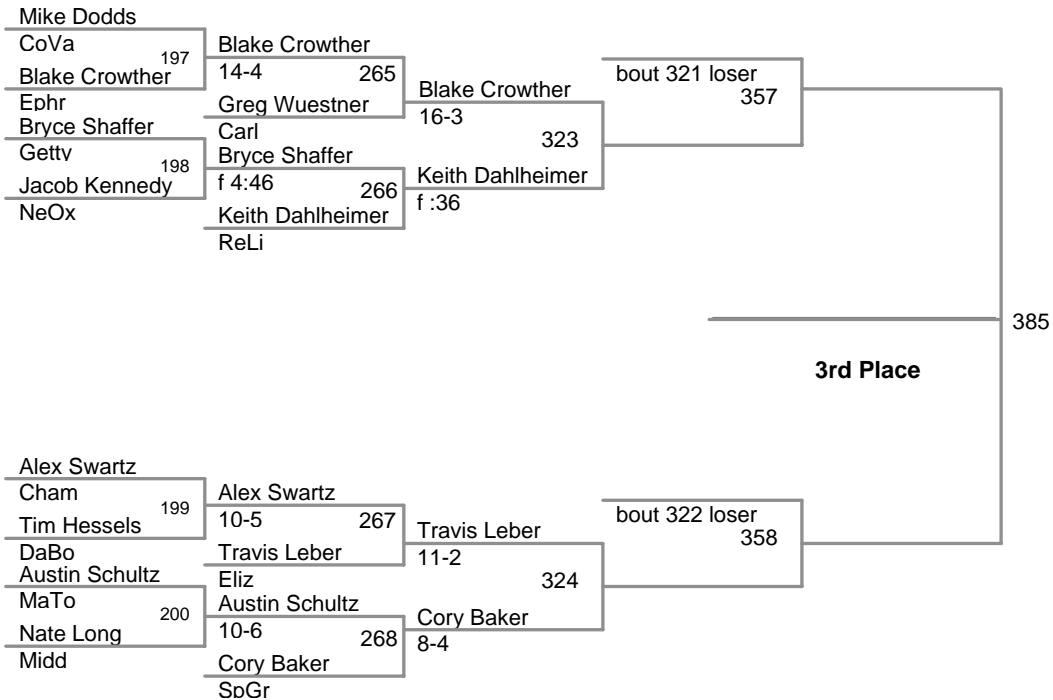 Mike Dodds
CoVa
197
Blake Crowther
Ephr
Blake Crowther
14-4
265
Greg Wuestner
Carl
Bryce Shaffer
Getty
198
Jacob Kennedy
NeOx
Bryce Shaffer
f 4:46
266
Keith Dahlheimer
ReLi
Blake Crowther
16-3
323
Keith Dahlheimer
f :36
bout 321 loser
357
385
3rd Place
Alex Swartz
Cham
199
Tim Hessels
DaBo
Alex Swartz
10-5
267
Travis Leber
Eliz
Austin Schultz
MaTo
200
Nate Long
Midd
Austin Schultz
10-6
268
Cory Baker
SpGr
Travis Leber
11-2
324
Cory Baker
8-4
bout 322 loser
358